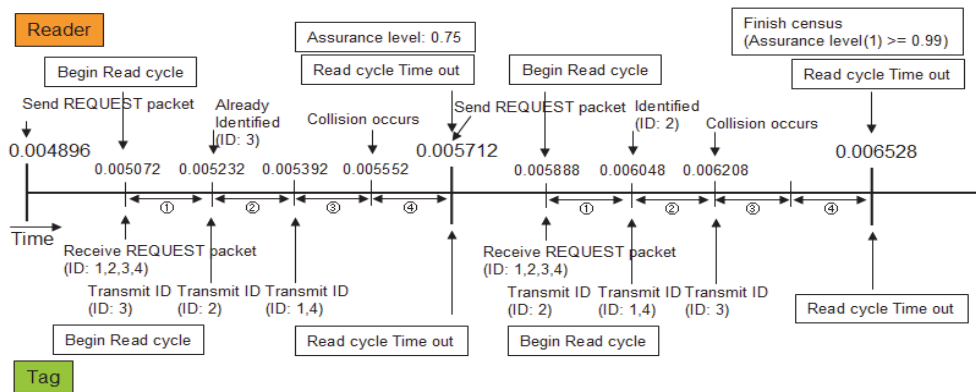 Reader
Assurance level: 0.75
Finish census
(Assurance level(1) >= 0.99)
Begin Read cycle
Read cycle Time out
Begin Read cycle
Read cycle Time out
Send REQUEST packet
Already
Identified
(ID: 3)
Collision occurs
Send REQUEST packet
Identified
(ID: 2)
Collision occurs
0.004896
0.005072
0.005232
0.005392
0.005552
0.005712
0.005888
0.006048
0.006208
0.006528
①
②
③
④
①
②
③
④
Time
Receive REQUEST packet
(ID: 1,2,3,4)
Receive REQUEST packet
(ID: 1,2,3,4)
Transmit ID
(ID: 3)
Transmit ID
(ID: 2)
Transmit ID
(ID: 1,4)
Transmit ID
(ID: 2)
Transmit ID
(ID: 1,4)
Transmit ID
(ID: 3)
Read cycle Time out
Begin Read cycle
Read cycle Time out
Begin Read cycle
Tag